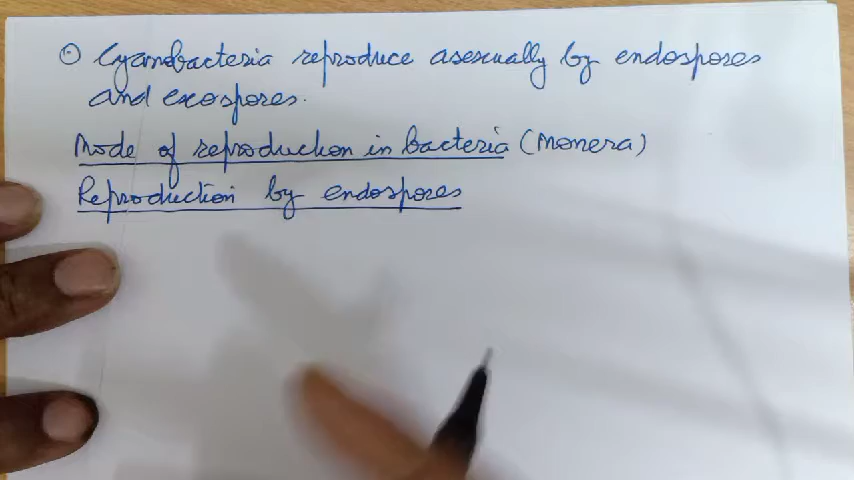 Cyanobacteria reproduce asexually by endospores
and exospores.
Mode of reproduction in bacteria (Monera)
Reproduction by endospores